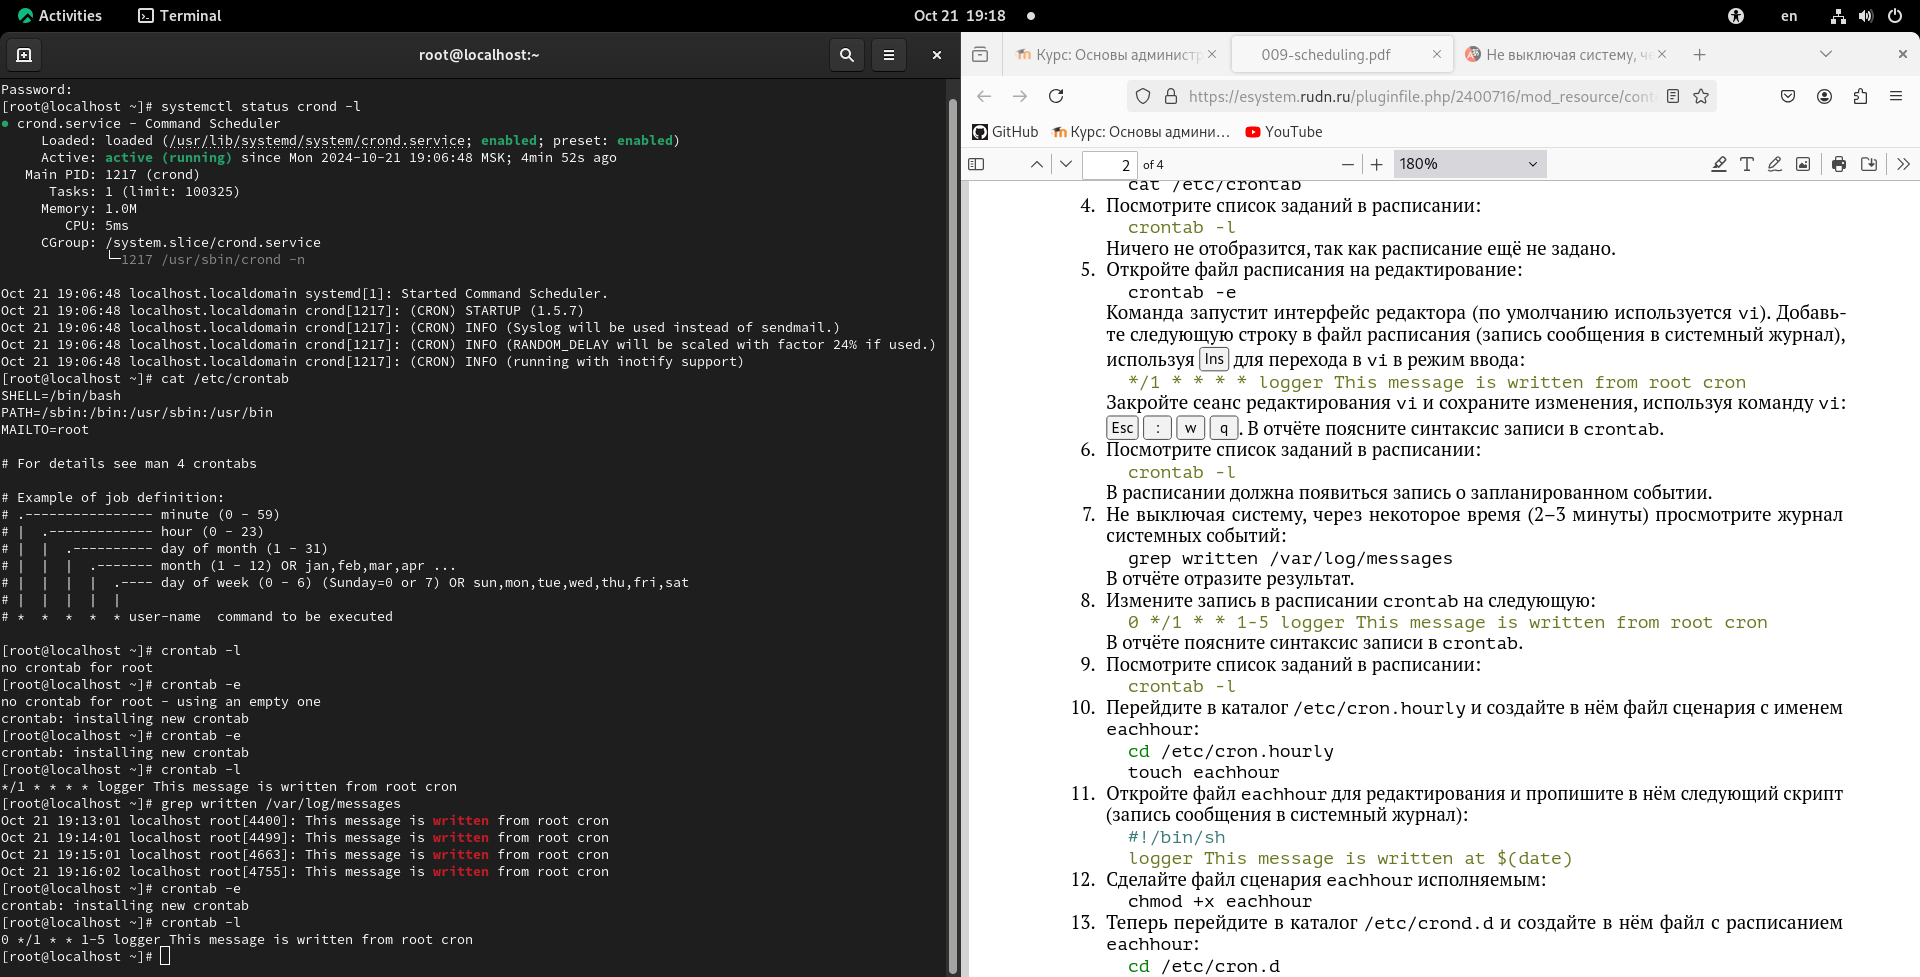 Activities
Terminal
Oct 21 19:18
en
root@localhost:~
Password:
[root@localhost ~]# systemctl status crond -l
● crond.service - Command Scheduler
Loaded: loaded (/usr/lib/systemd/system/crond.service; enabled; preset: enabled)
Active: active (running) since Mon 2024-10-21 19:06:48 MSK; 4min 52s ago
Main PID: 1217 (crond)
Tasks: 1 (limit: 100325)
Memory: 1.0M
CPU: 5ms
CGroup: /system.slice/crond.service
└─1217 /usr/sbin/crond -n
Oct 21 19:06:48 localhost.localdomain systemd[1]: Started Command Scheduler.
Oct 21 19:06:48 localhost.localdomain crond[1217]: (CRON) STARTUP (1.5.7)
Oct 21 19:06:48 localhost.localdomain crond[1217]: (CRON) INFO (Syslog will be used instead of sendmail.)
Oct 21 19:06:48 localhost.localdomain crond[1217]: (CRON) INFO (RANDOM_DELAY will be scaled with factor 24% if used.)
Oct 21 19:06:48 localhost.localdomain crond[1217]: (CRON) INFO (running with inotify support)
[root@localhost ~]# cat /etc/crontab
SHELL=/bin/bash
PATH=/sbin:/bin:/usr/sbin:/usr/bin
MAILTO=root
# For details see man 4 crontabs
# Example of job definition:
# .---------------- minute (0 - 59)
# |  .------------- hour (0 - 23)
# |  |  .---------- day of month (1 - 31)
# |  |  |  .------- month (1 - 12) OR jan,feb,mar,apr ...
# |  |  |  |  .---- day of week (0 - 6) (Sunday=0 or 7) OR sun,mon,tue,wed,thu,fri,sat
# |  |  |  |  |
# *  *  *  *  * user-name  command to be executed
[root@localhost ~]# crontab -l
no crontab for root
[root@localhost ~]# crontab -e
no crontab for root - using an empty one
crontab: installing new crontab
[root@localhost ~]# crontab -e
crontab: installing new crontab
[root@localhost ~]# crontab -l
*/1 * * * * logger This message is written from root cron
[root@localhost ~]# grep written /var/log/messages
Oct 21 19:13:01 localhost root[4400]: This message is written from root cron
Oct 21 19:14:01 localhost root[4499]: This message is written from root cron
Oct 21 19:15:01 localhost root[4663]: This message is written from root cron
Oct 21 19:16:02 localhost root[4755]: This message is written from root cron
[root@localhost ~]# crontab -e
crontab: installing new crontab
[root@localhost ~]# crontab -l
0 */1 * * 1-5 logger This message is written from root cron
[root@localhost ~]#
Курс: Основы администр
009-scheduling.pdf
Не выключая систему, че
https://esystem.rudn.ru/pluginfile.php/2400716/mod_resource/cont
GitHub
Курс: Основы админи…
YouTube
2 of 4
180%
cat /etc/crontab
4. Посмотрите список заданий в расписании:
crontab -l
Ничего не отобразится, так как расписание ещё не задано.
5. Откройте файл расписания на редактирование:
crontab -e
Команда запустит интерфейс редактора (по умолчанию используется vi). Добавь-
те следующую строку в файл расписания (запись сообщения в системный журнал),
используя Ins для перехода в vi в режим ввода:
*/1 * * * * logger This message is written from root cron
Закройте сеанс редактирования vi и сохраните изменения, используя команду vi:
Esc : w q. В отчёте поясните синтаксис записи в crontab.
6. Посмотрите список заданий в расписании:
crontab -l
В расписании должна появиться запись о запланированном событии.
7. Не выключая систему, через некоторое время (2–3 минуты) просмотрите журнал
системных событий:
grep written /var/log/messages
В отчёте отразите результат.
8. Измените запись в расписании crontab на следующую:
0 */1 * * 1-5 logger This message is written from root cron
В отчёте поясните синтаксис записи в crontab.
9. Посмотрите список заданий в расписании:
crontab -l
10. Перейдите в каталог /etc/cron.hourly и создайте в нём файл сценария с именем
eachhour:
cd /etc/cron.hourly
touch eachhour
11. Откройте файл eachhour для редактирования и пропишите в нём следующий скрипт
(запись сообщения в системный журнал):
#!/bin/sh
logger This message is written at $(date)
12. Сделайте файл сценария eachhour исполняемым:
chmod +x eachhour
13. Теперь перейдите в каталог /etc/crond.d и создайте в нём файл с расписанием
eachhour:
cd /etc/cron.d